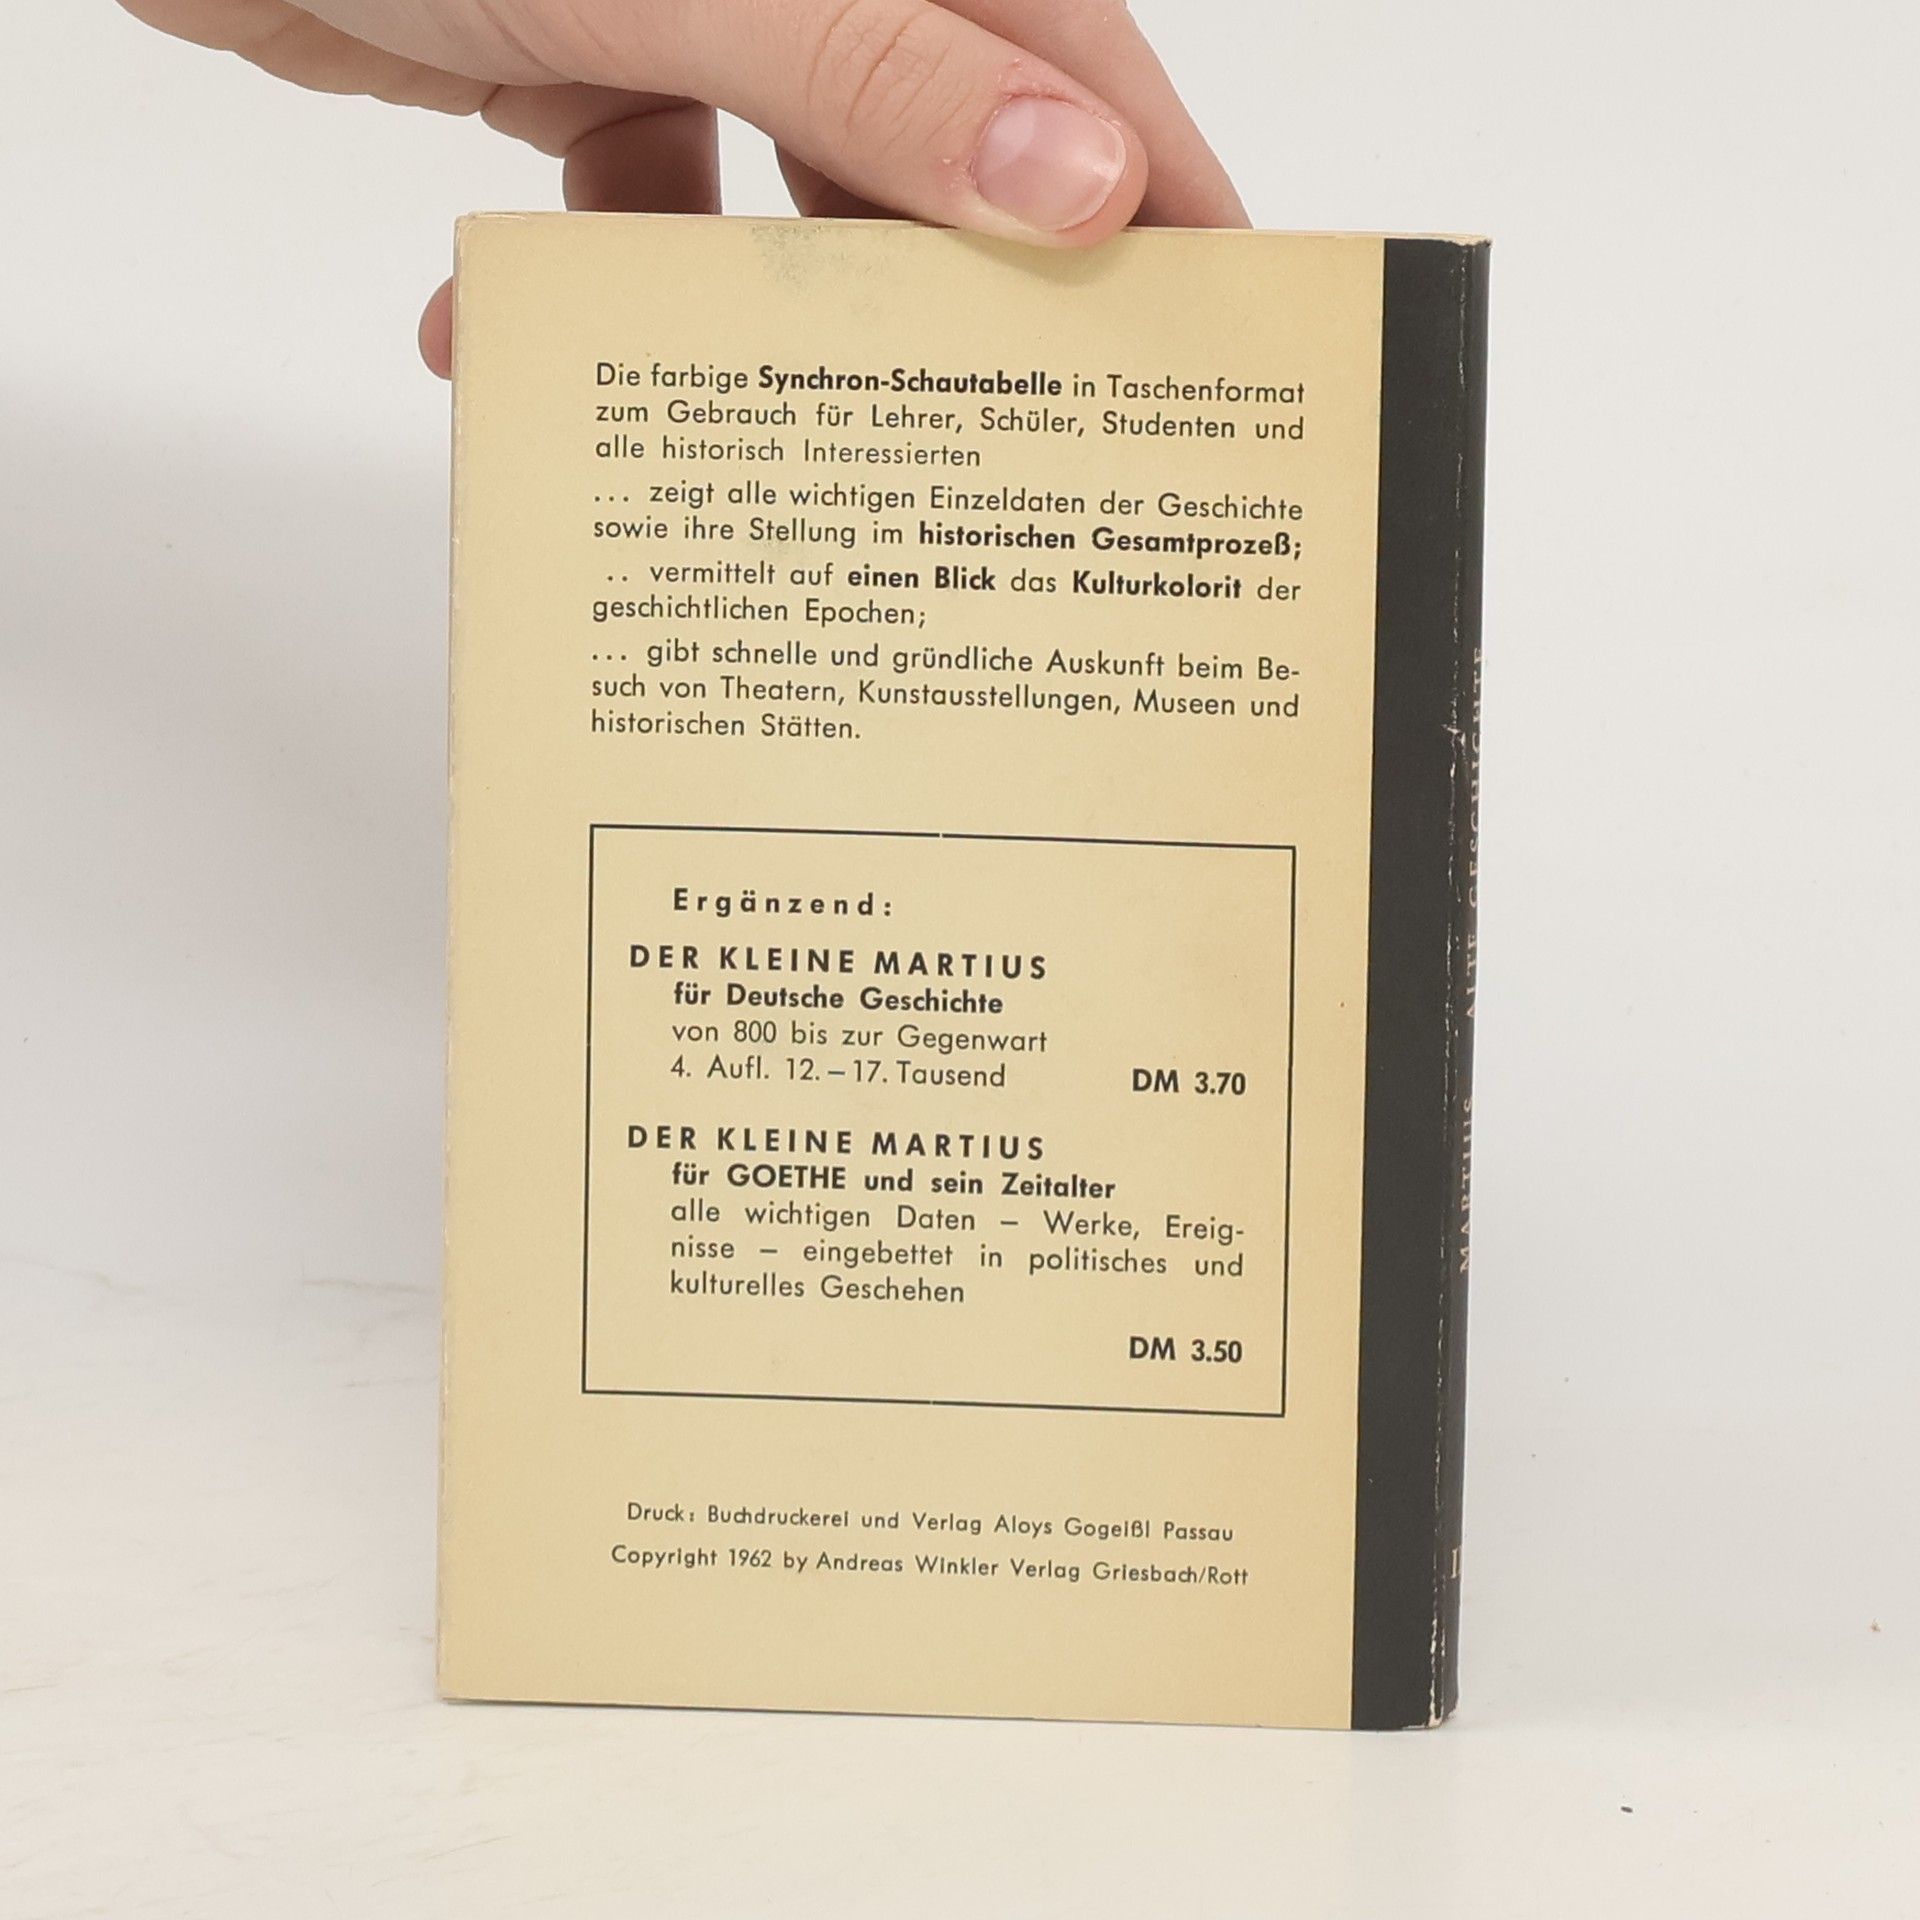 Die farbige Synchron-Schautabelle in Taschenformat
zum Gebrauch für Lehrer, Schüler, Studenten und
alle historisch Interessierten
... zeigt alle wichtigen Einzeldaten der Geschichte
sowie ihre Stellung im historischen Gesamtprozeß;
.. vermittelt auf einen Blick das Kulturkolorit der
geschichtlichen Epochen;
... gibt schnelle und gründliche Auskunft beim Be-
such von Theatern, Kunstausstellungen, Museen und
historischen Stätten.
Ergänzend:
DER KLEINE MARTIUS
für Deutsche Geschichte
von 800 bis zur Gegenwart
4. Aufl. 12.–17. Tausend DM 3.70
DER KLEINE MARTIUS
für GOETHE und sein Zeitalter
alle wichtigen Daten – Werke, Ereig-
nisse – eingebettet in politisches und
kulturelles Geschehen
DM 3.50
Druck: Buchdruckerei und Verlag Aloys Gogeißl Passau
Copyright 1962 by Andreas Winkler Verlag Griesbach/Rott
MARTIUS ALTE GESCHICHTE